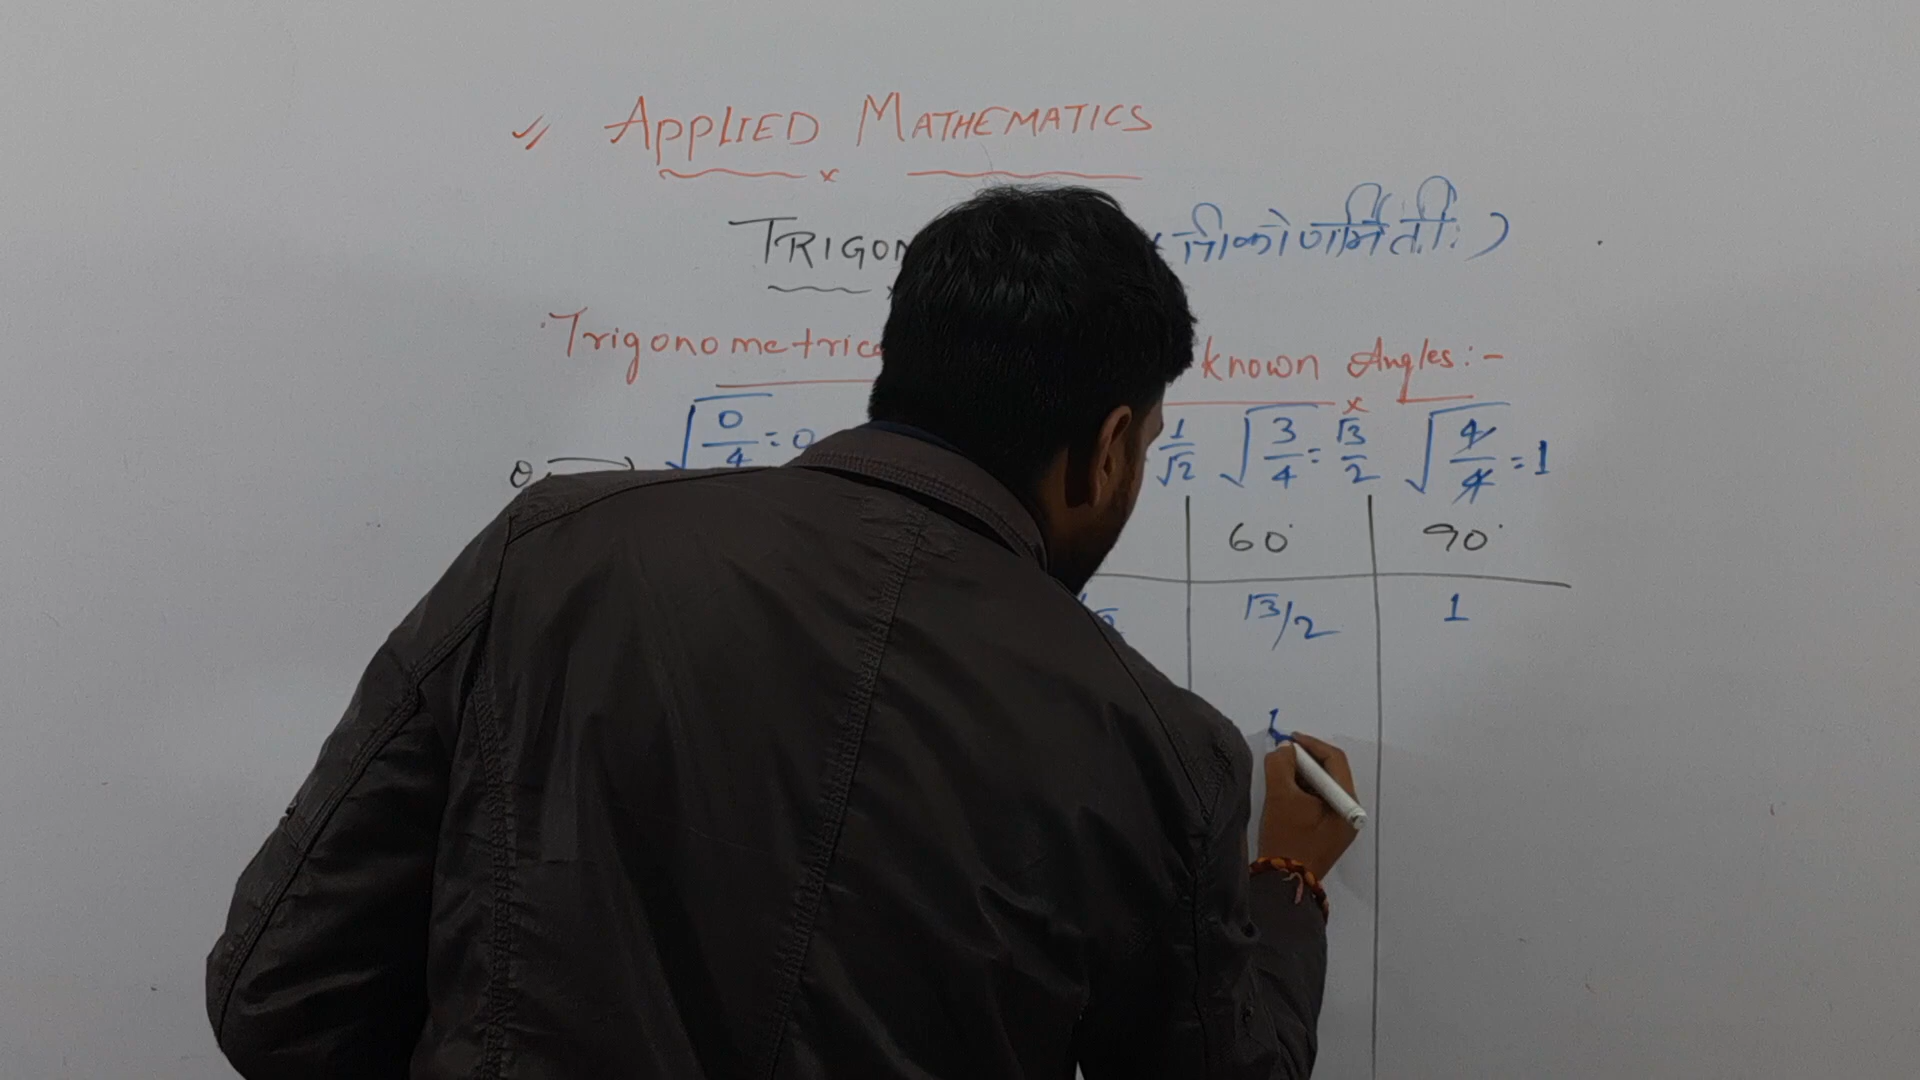 APPLIED MATHEMATICS
TRIGON
Trigonometric known Angles:-
√0/4 = 0 1/√2 √3/4 = √3/2 √4/4 = 1
θ
60° 90°
√3/2 1
1